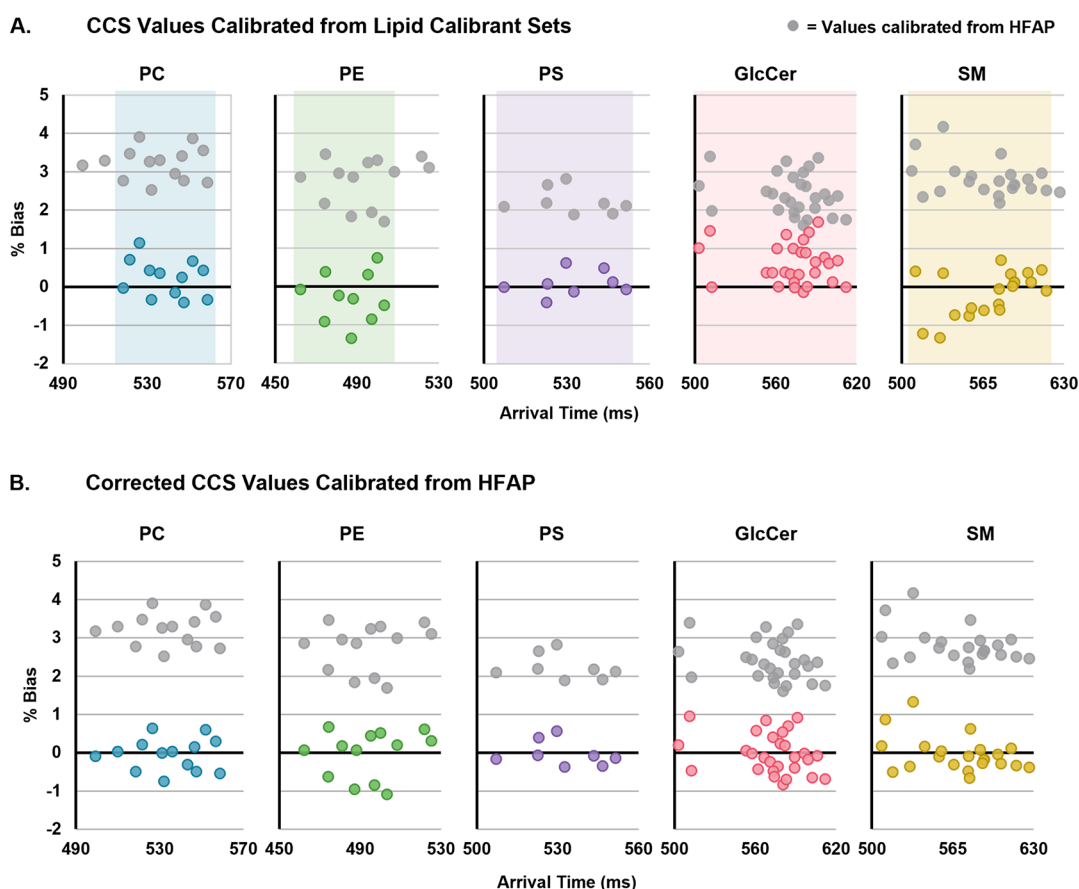 A. CCS Values Calibrated from Lipid Calibrant Sets
= Values calibrated from HFAP
PC PE PS GlcCer SM
5
4
3
2
1
0
-1
-2
% Bias
490 530 570 450 490 530 500 530 560 500 560 620 500 565 630
Arrival Time (ms)
B. Corrected CCS Values Calibrated from HFAP
PC PE PS GlcCer SM
5
4
3
2
1
0
-1
-2
% Bias
490 530 570 450 490 530 500 530 560 500 560 620 500 565 630
Arrival Time (ms)